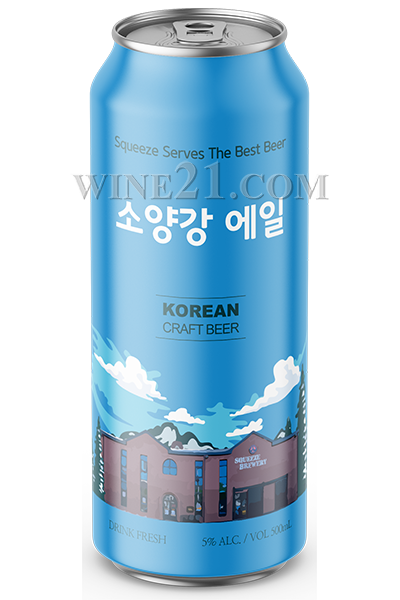 Squeeze Serves The Best Beer
WINE21.COM
소양강 에일
KOREAN
CRAFT BEER
SQUEEZE
BREWERY
DRINK FRESH
5% ALC. / VOL 500mL